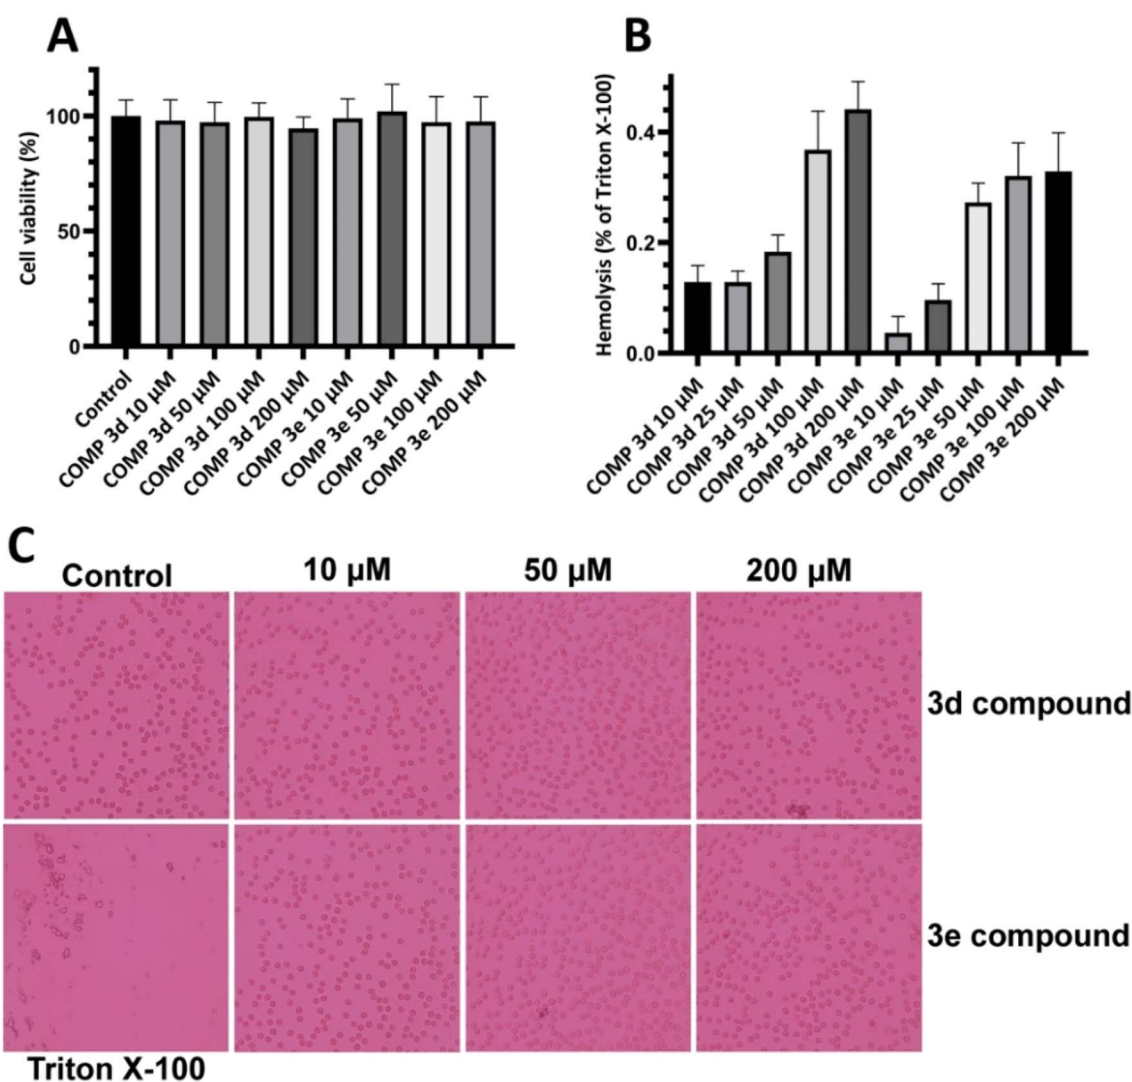 A
Cell viability (%)
100
50
0
Control
COMP 3d 10 µM
COMP 3d 50 µM
COMP 3d 100 µM
COMP 3d 200 µM
COMP 3e 10 µM
COMP 3e 50 µM
COMP 3e 100 µM
COMP 3e 200 µM
B
Hemolysis (% of Triton X-100)
0.4
0.2
0.0
COMP 3d 10 µM
COMP 3d 25 µM
COMP 3d 50 µM
COMP 3d 100 µM
COMP 3d 200 µM
COMP 3e 10 µM
COMP 3e 25 µM
COMP 3e 50 µM
COMP 3e 100 µM
COMP 3e 200 µM
C
Control
10 µM
50 µM
200 µM
3d compound
3e compound
Triton X-100